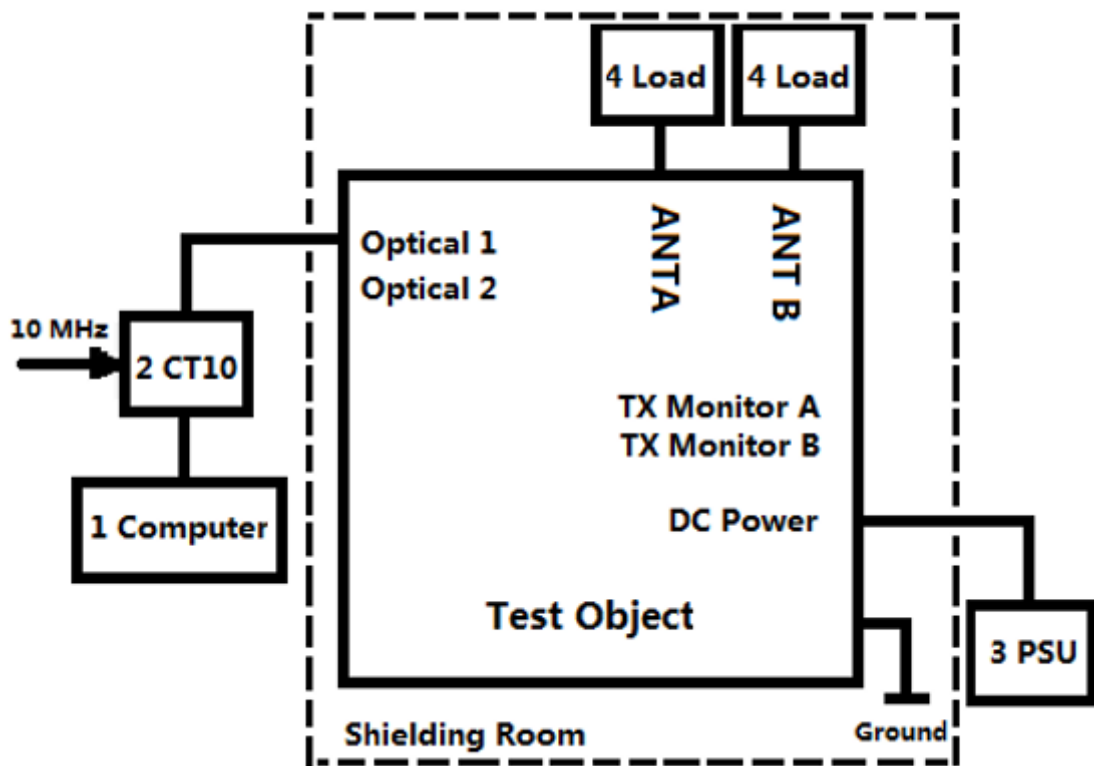 4 Load
4 Load
Optical 1
Optical 2
ANTA
ANT B
10 MHz
2 CT10
TX Monitor A
TX Monitor B
1 Computer
DC Power
Test Object
3 PSU
Shielding Room
Ground